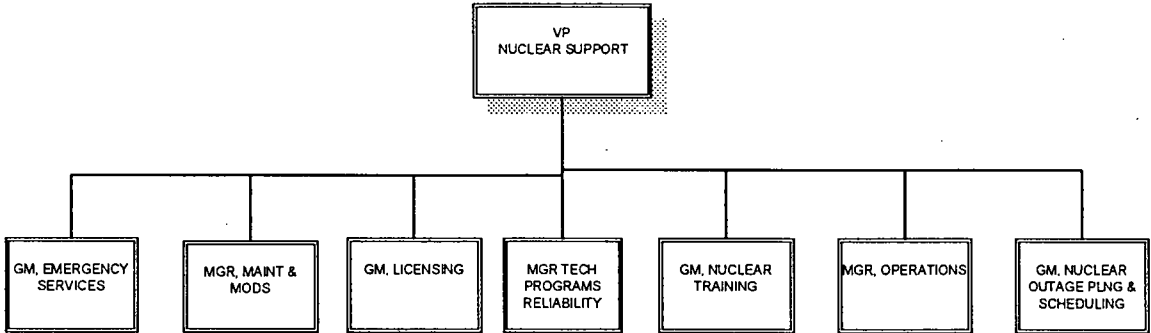 VP
NUCLEAR SUPPORT
GM, EMERGENCY
SERVICES
MGR, MAINT &
MODS
GM, LICENSING
MGR TECH
PROGRAMS
RELIABILITY
GM, NUCLEAR
TRAINING
MGR, OPERATIONS
GM, NUCLEAR
OUTAGE PLNG &
SCHEDULING